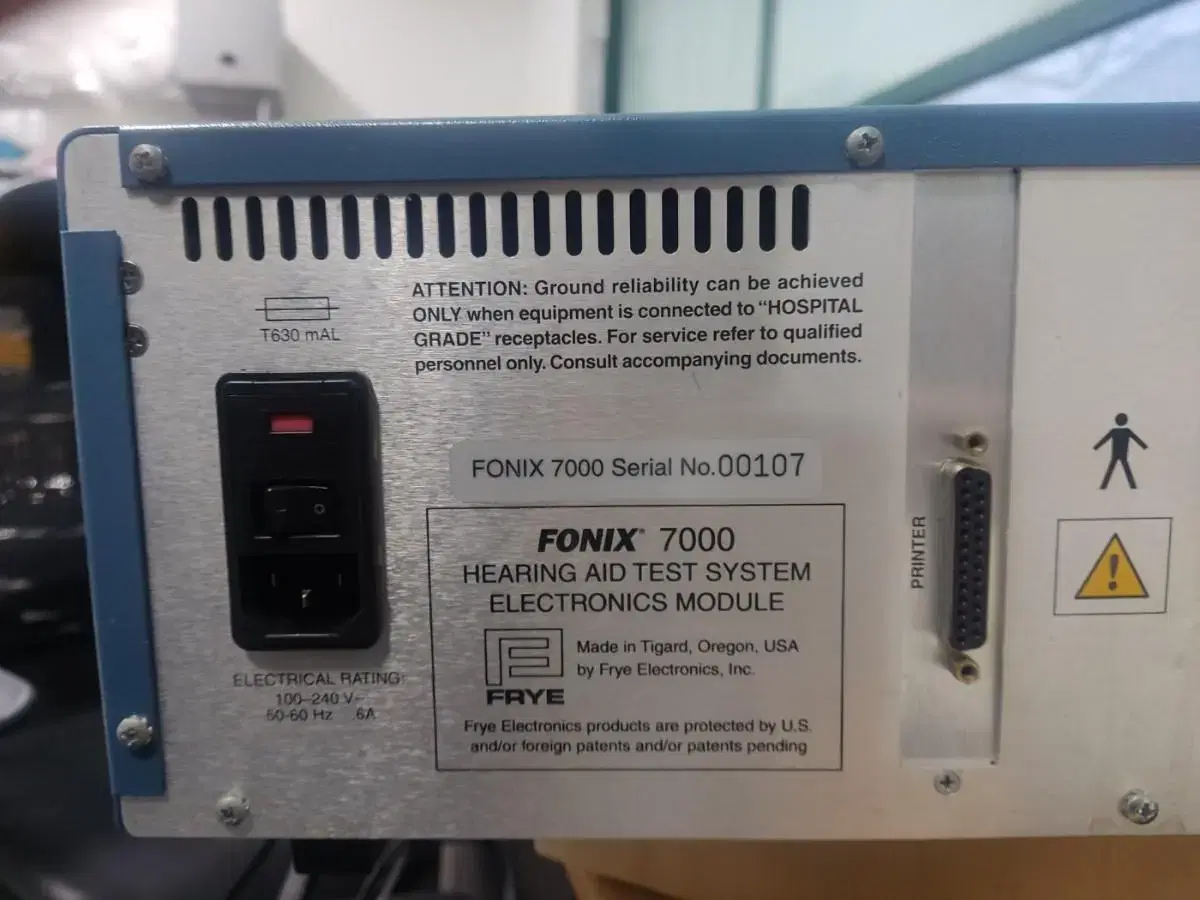 ATTENTION: Ground reliability can be achieved
ONLY when equipment is connected to “HOSPITAL
GRADE” receptacles. For service refer to qualified
personnel only. Consult accompanying documents.
T630 mAL
FONIX 7000 Serial No.00107
FONIX® 7000
HEARING AID TEST SYSTEM
ELECTRONICS MODULE
FRYE
Made in Tigard, Oregon, USA
by Frye Electronics, Inc.
Frye Electronics products are protected by U.S.
and/or foreign patents and/or patents pending
ELECTRICAL RATING:
100–240 V~
50-60 Hz .6A
PRINTER